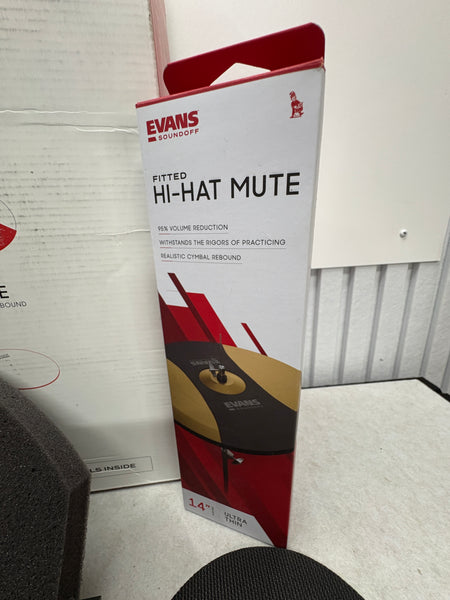 EVANS
SOUNDOFF
FITTED
HI-HAT MUTE
95% VOLUME REDUCTION
WITHSTANDS THE RIGORS OF PRACTICING
REALISTIC CYMBAL REBOUND
EVANS
SOUNDOFF
14"
ULTRA
THIN
E
BOUND
LS INSIDE